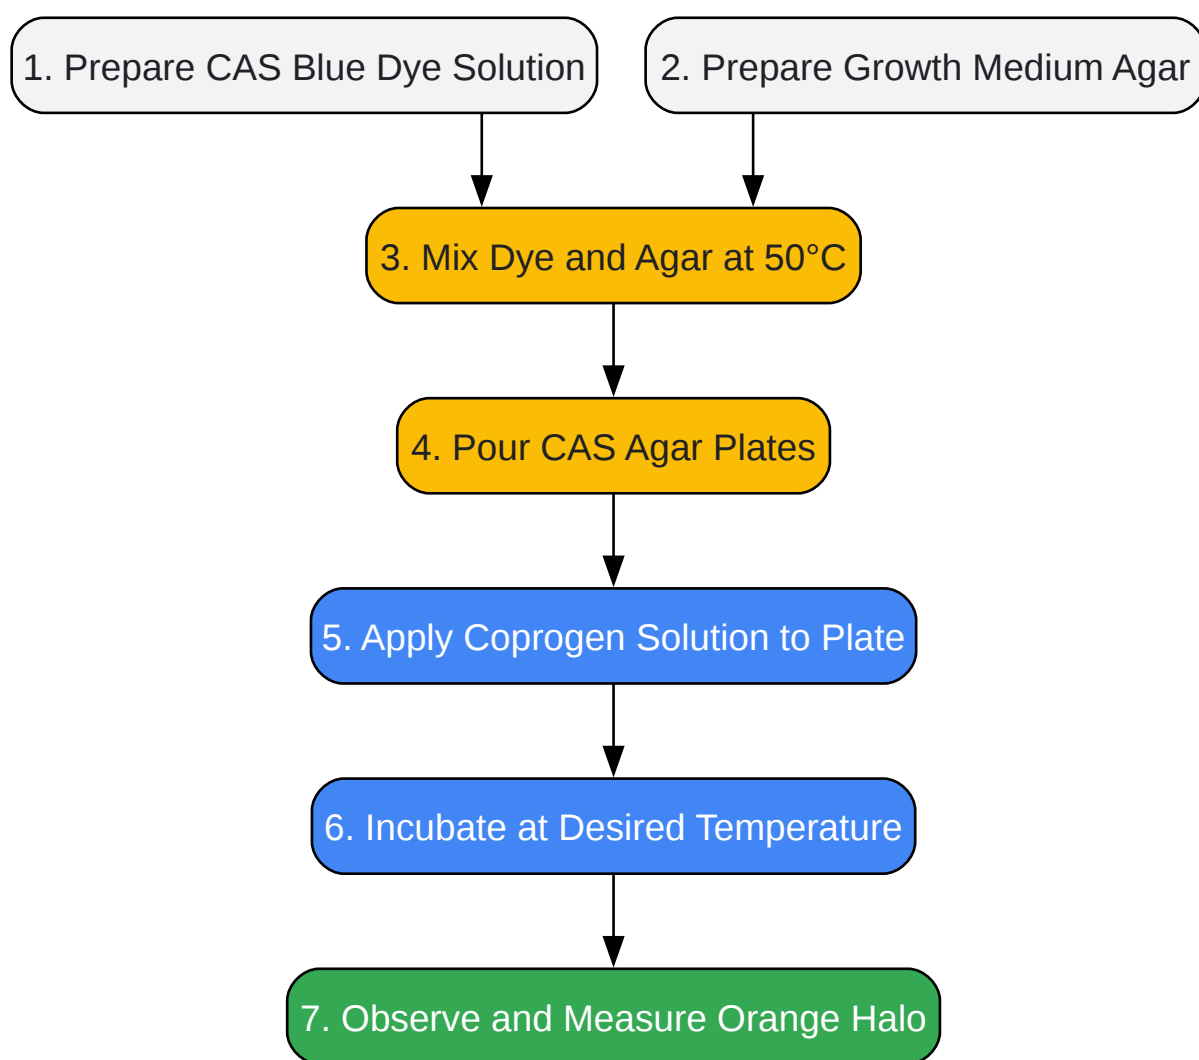 1. Prepare CAS Blue Dye Solution
2. Prepare Growth Medium Agar
3. Mix Dye and Agar at 50°C
4. Pour CAS Agar Plates
5. Apply Coprogen Solution to Plate
6. Incubate at Desired Temperature
7. Observe and Measure Orange Halo